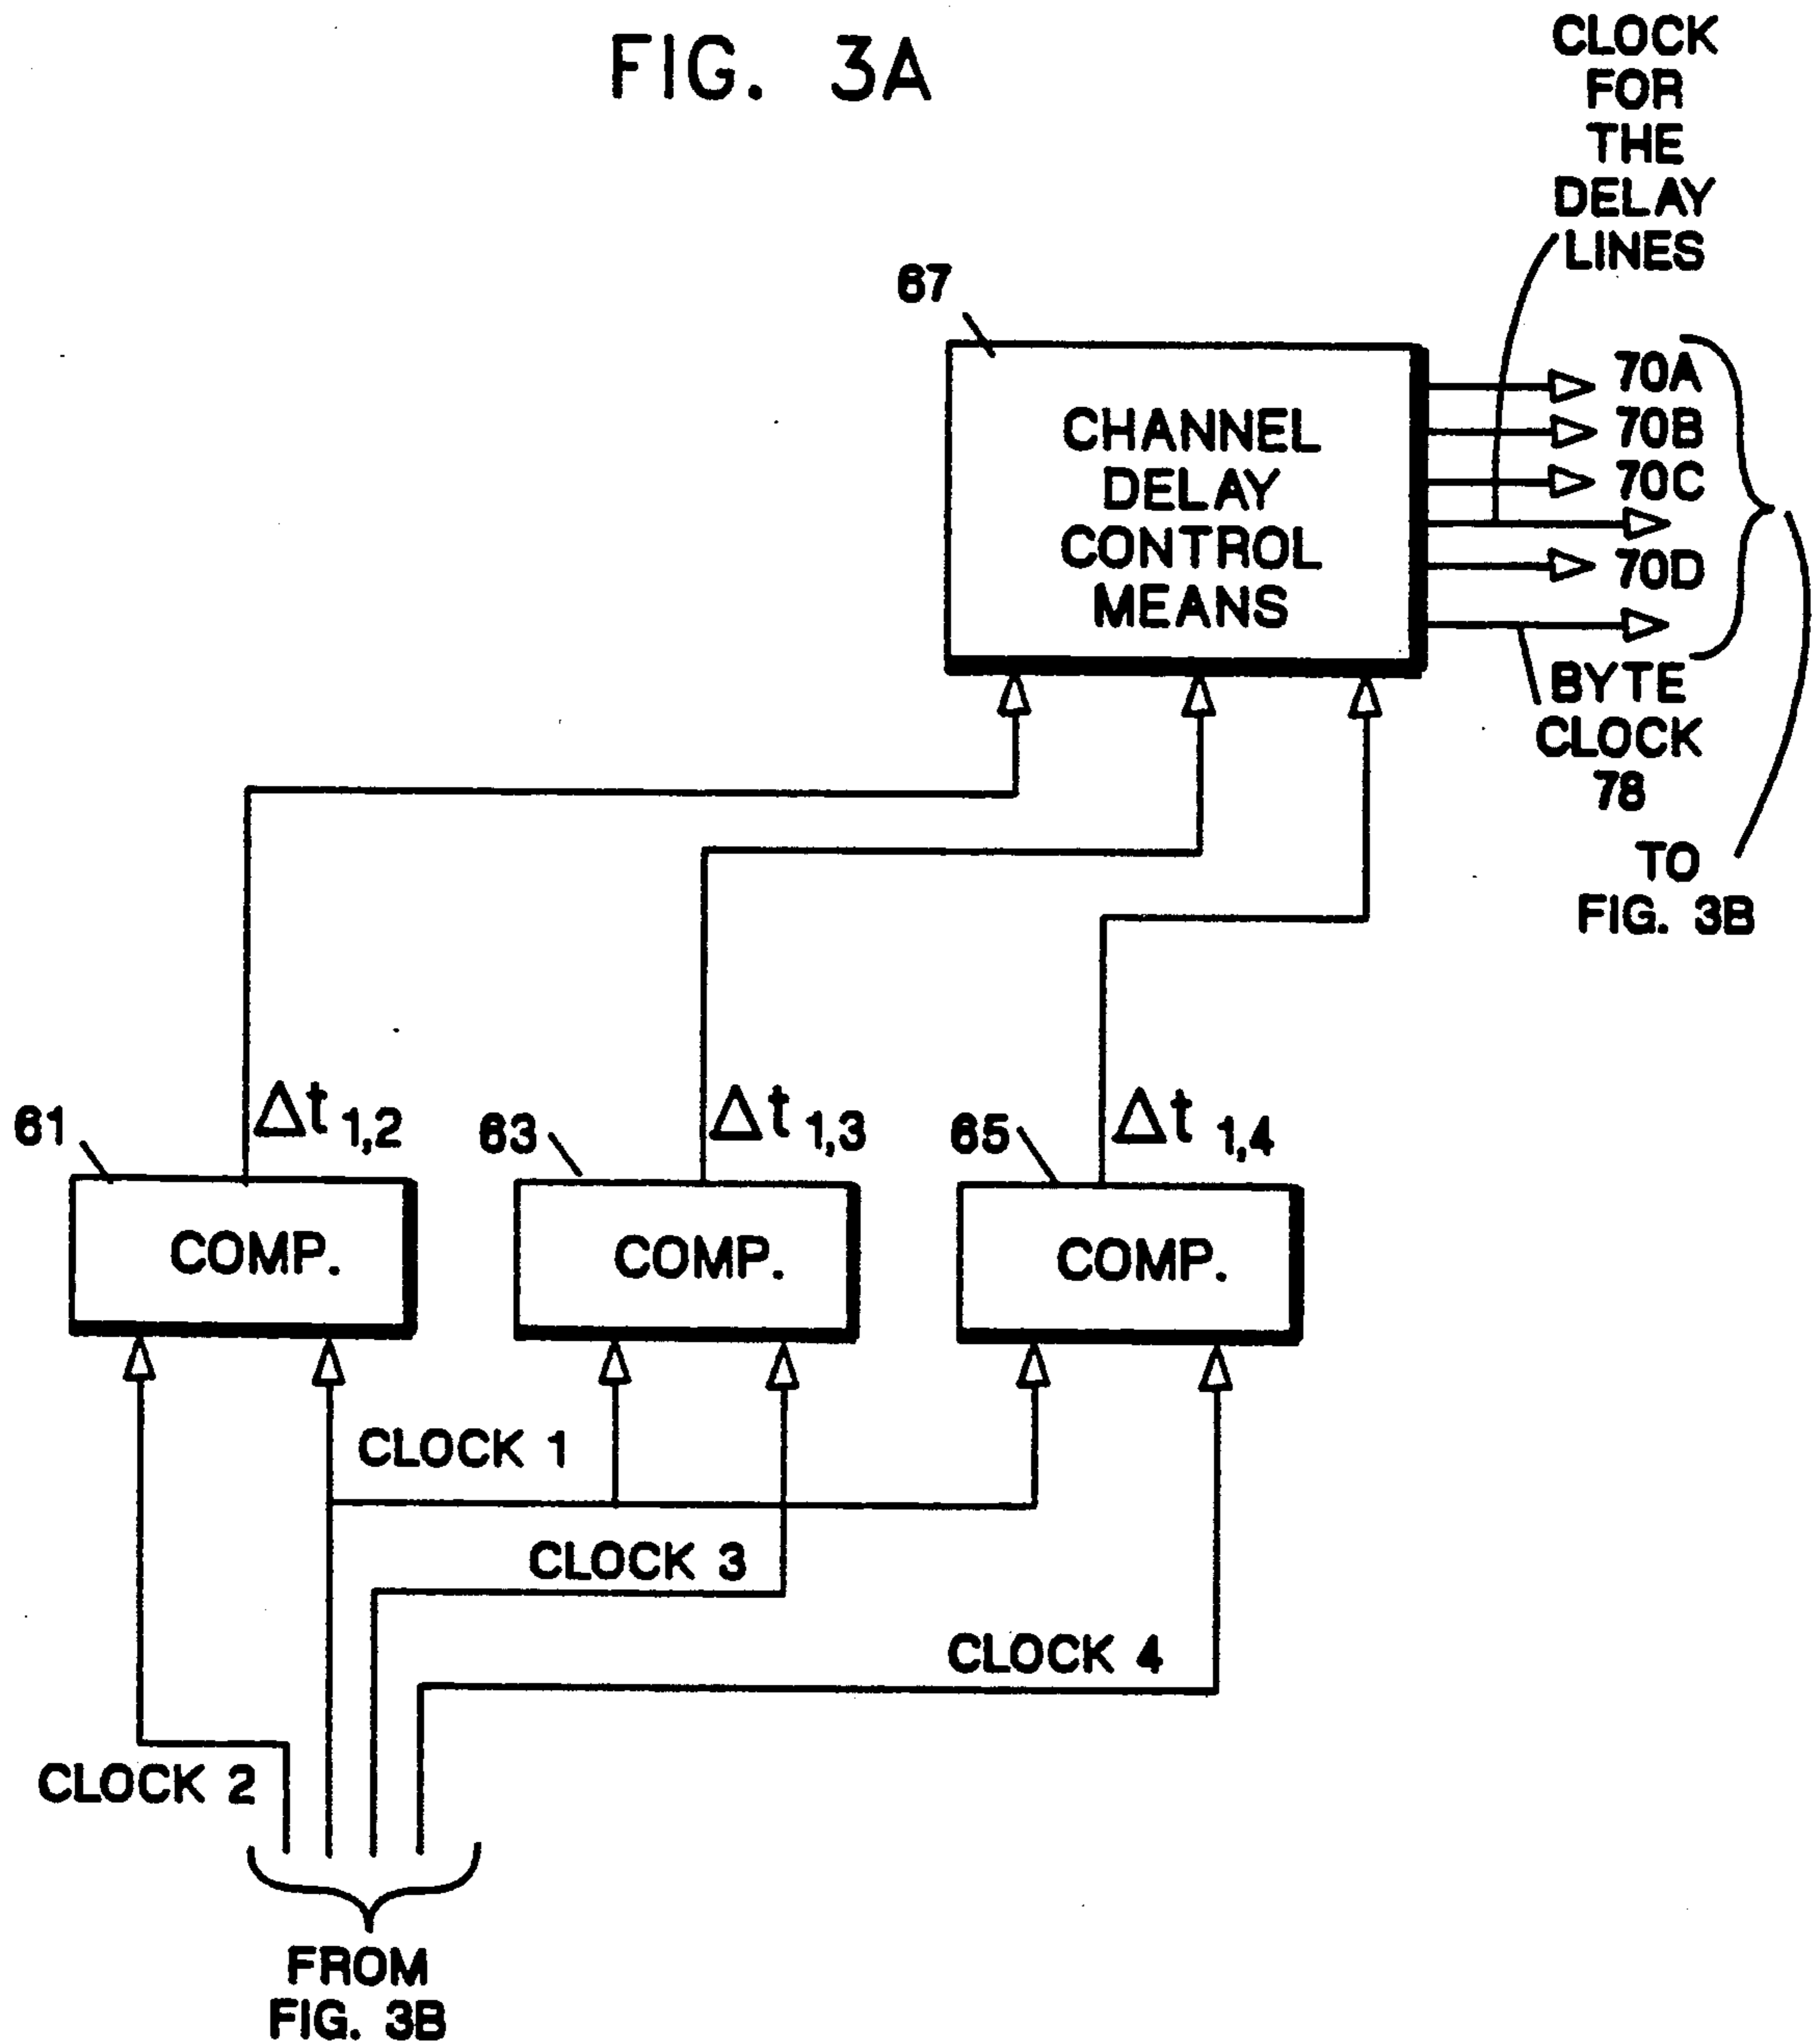 FIG. 3A
CLOCK
FOR
THE
DELAY
LINES
67
CHANNEL
DELAY
CONTROL
MEANS
70A
70B
70C
70D
BYTE
CLOCK
78
TO
FIG. 3B
61
Δt 1,2
63
Δt 1,3
65
Δt 1,4
COMP.
COMP.
COMP.
CLOCK 1
CLOCK 3
CLOCK 4
CLOCK 2
FROM
FIG. 3B